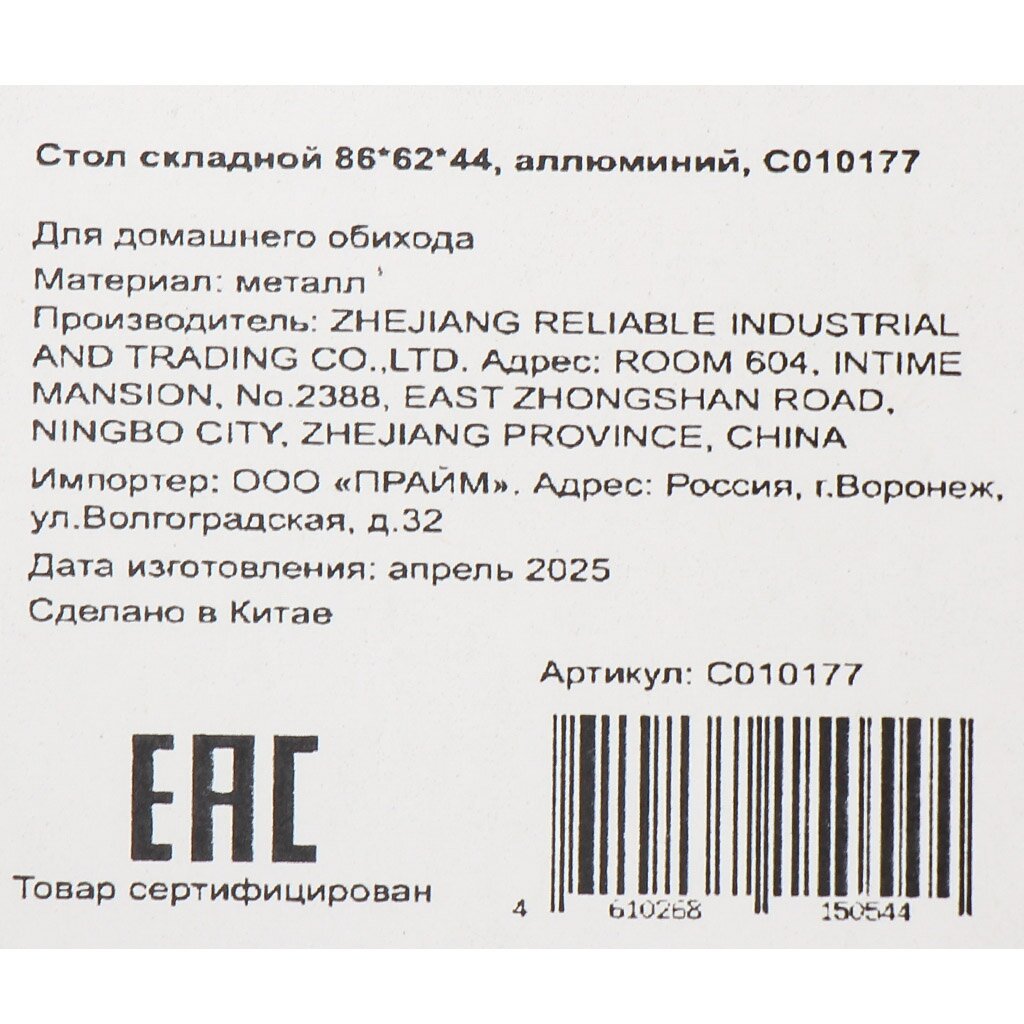 Стол складной 86*62*44, аллюминий, С010177
Для домашнего обихода
Материал: металл
Производитель: ZHEJIANG RELIABLE INDUSTRIAL
AND TRADING CO.,LTD. Адрес: ROOM 604, INTIME
MANSION, No.2388, EAST ZHONGSHAN ROAD,
NINGBO CITY, ZHEJIANG PROVINCE, CHINA
Импортер: ООО «ПРАЙМ». Адрес: Россия, г.Воронеж,
ул.Волгоградская, д.32
Дата изготовления: апрель 2025
Сделано в Китае
Артикул: С010177
EAC
Товар сертифицирован
4 610268 150544